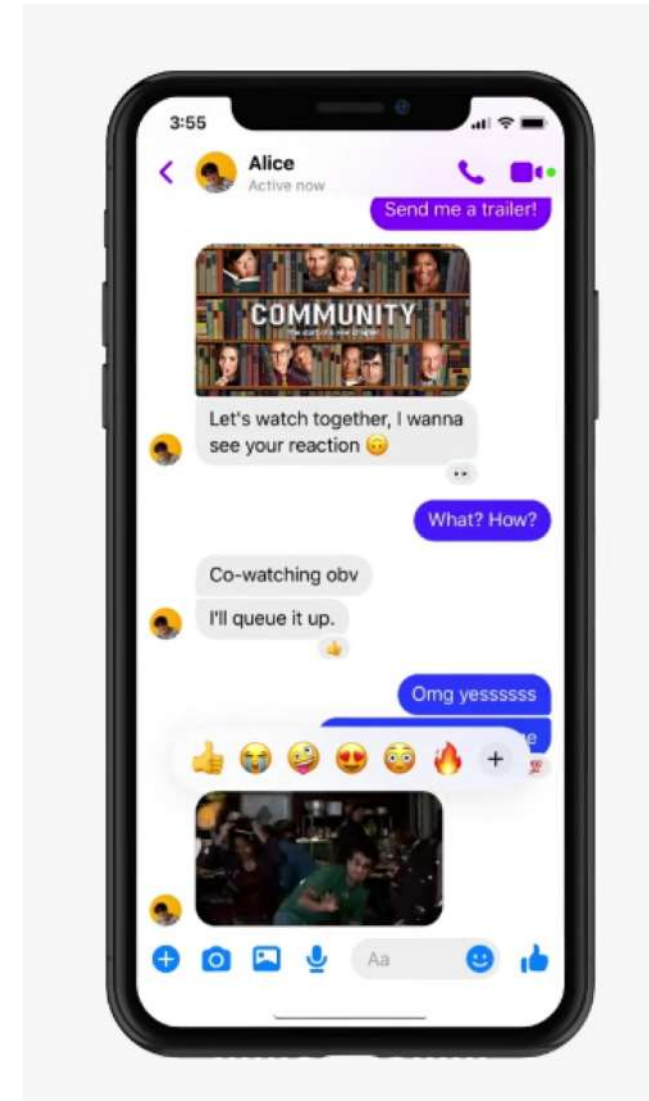 3:55
Alice
Active now
Send me a trailer!
COMMUNITY
Let's watch together, I wanna
see your reaction 🙃
What? How?
Co-watching obv
I'll queue it up.
Omg yessssss
Aa